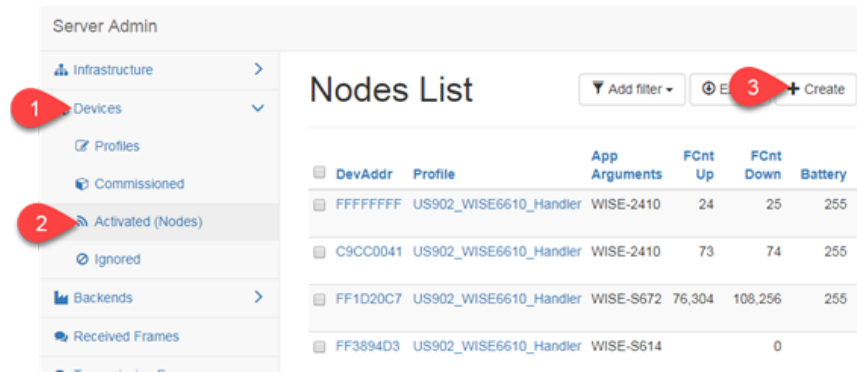 Server Admin
Infrastructure
1
Devices
Profiles
Commissioned
2
Activated (Nodes)
Ignored
Backends
Received Frames
Nodes List
Add filter
3
Create
DevAddr Profile App Arguments FCnt Up FCnt Down Battery
FFFFFFFF US902_WISE6610_Handler WISE-2410 24 25 255
C9CC0041 US902_WISE6610_Handler WISE-2410 73 74 255
FF1D20C7 US902_WISE6610_Handler WISE-S672 76,304 108,256 255
FF3894D3 US902_WISE6610_Handler WISE-S614 0